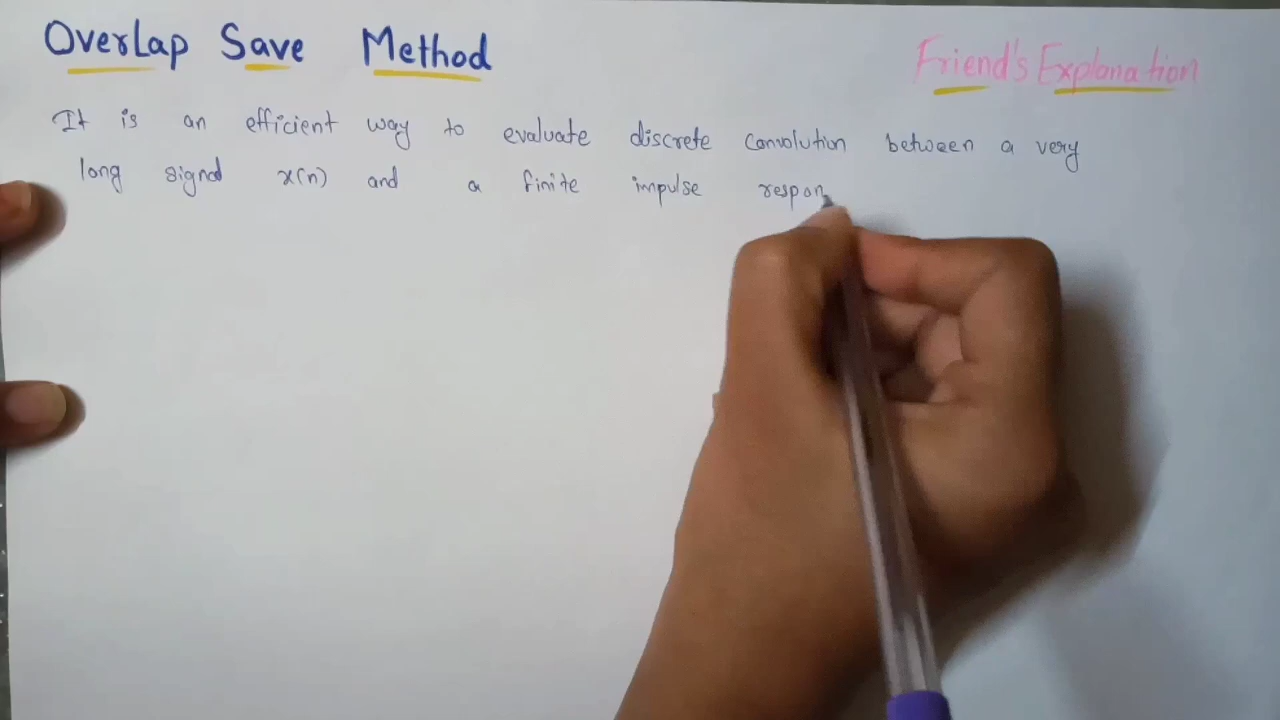 OverLap Save Method
Friend's Explanation
It is an efficient way to evaluate discrete convolution between a very
long signal x(n) and a finite impulse respon